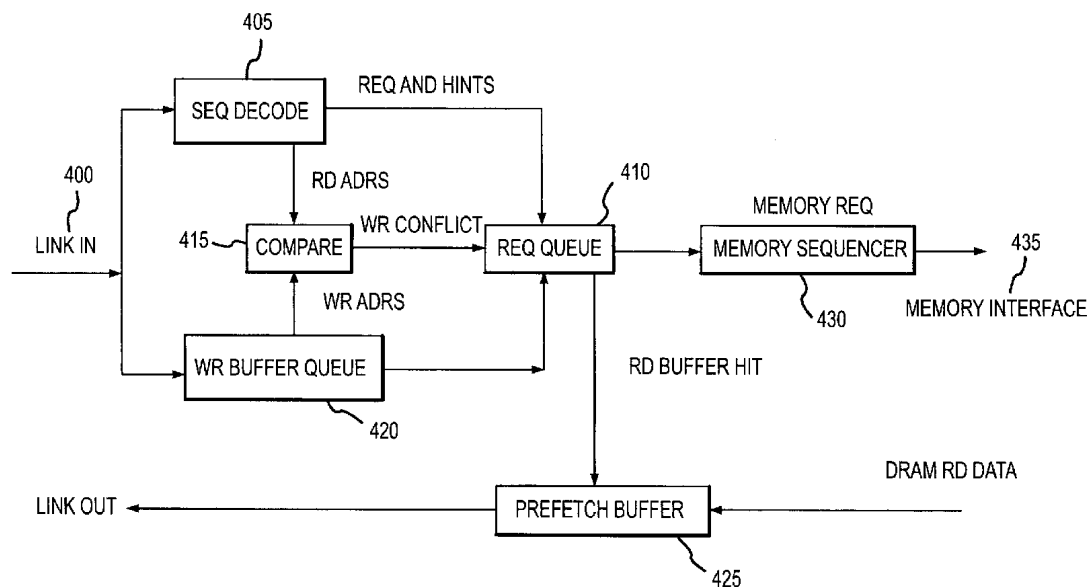 405
SEQ DECODE
REQ AND HINTS
400
LINK IN
RD ADRS
410
415
COMPARE
WR CONFLICT
REQ QUEUE
MEMORY REQ
MEMORY SEQUENCER
435
MEMORY INTERFACE
430
WR ADRS
WR BUFFER QUEUE
420
RD BUFFER HIT
DRAM RD DATA
LINK OUT
PREFETCH BUFFER
425